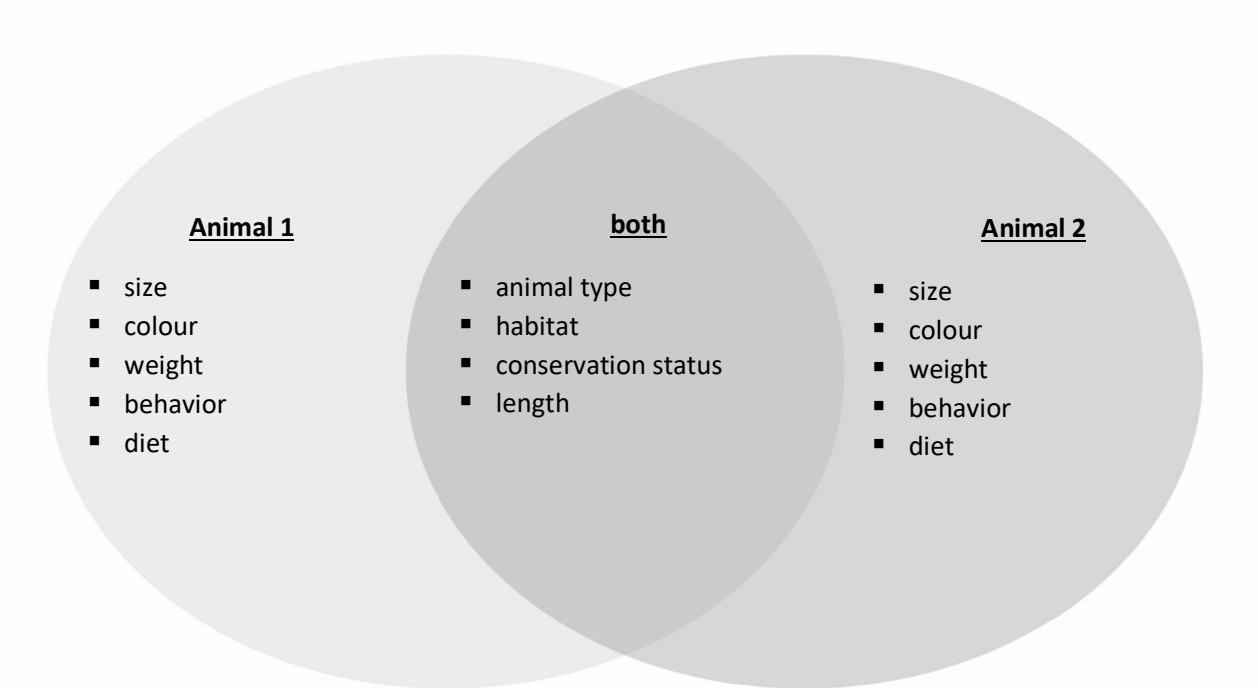 Animal 1
▪ size
▪ colour
▪ weight
▪ behavior
▪ diet
both
▪ animal type
▪ habitat
▪ conservation status
▪ length
Animal 2
▪ size
▪ colour
▪ weight
▪ behavior
▪ diet